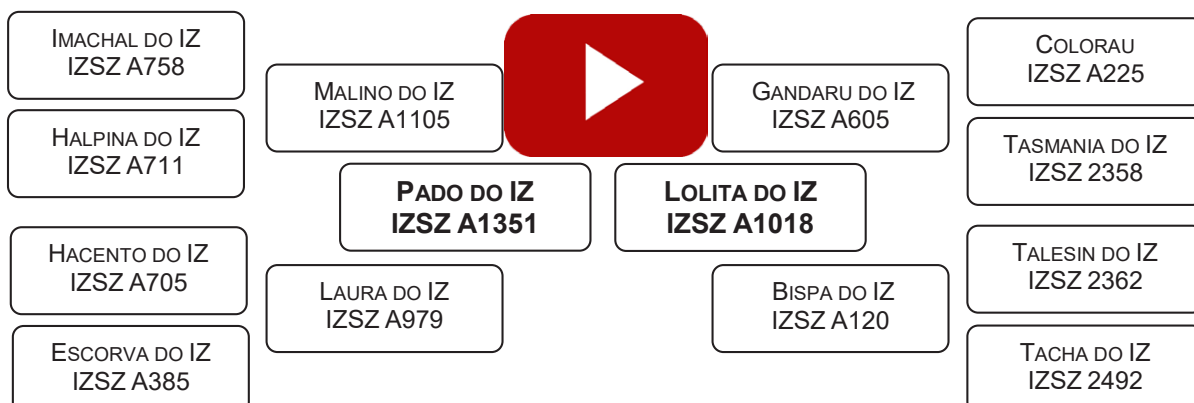 IMACHAL DO IZ
IZSZ A758
HALPINA DO IZ
IZSZ A711
HACENTO DO IZ
IZSZ A705
ESCORVA DO IZ
IZSZ A385
MALINO DO IZ
IZSZ A1105
LAURA DO IZ
IZSZ A979
PADO DO IZ
IZSZ A1351
LOLITA DO IZ
IZSZ A1018
GANDARU DO IZ
IZSZ A605
BISPA DO IZ
IZSZ A120
COLORAU
IZSZ A225
TASMANIA DO IZ
IZSZ 2358
TALESIN DO IZ
IZSZ 2362
TACHA DO IZ
IZSZ 2492